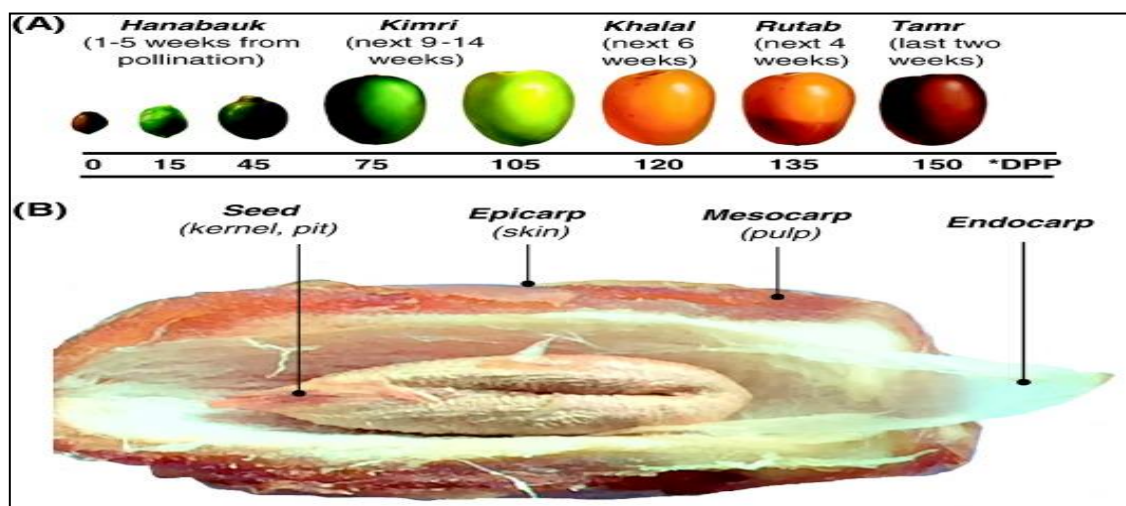 (A)
Hanabauk
(1-5 weeks from
pollination)
Kimri
(next 9-14
weeks)
Khalal
(next 6
weeks)
Rutab
(next 4
weeks)
Tamr
(last two
weeks)
0 15 45 75 105 120 135 150 *DPP
(B)
Seed
(kernel, pit)
Epicarp
(skin)
Mesocarp
(pulp)
Endocarp